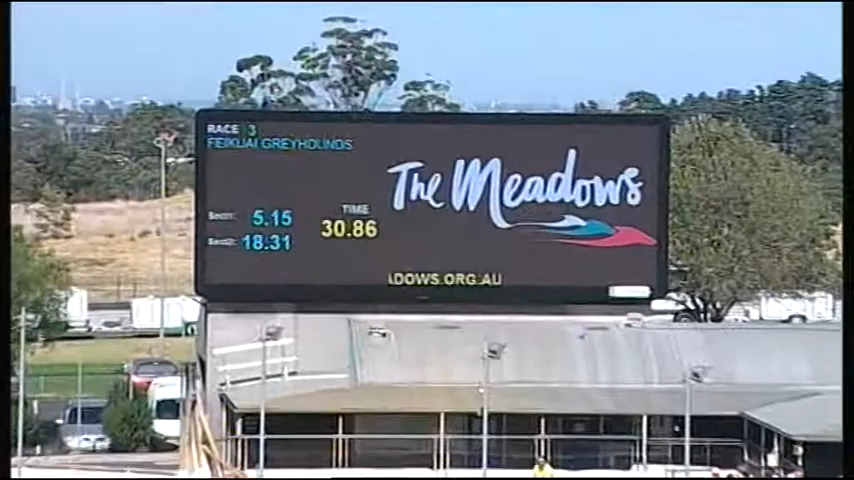 RACE 3
FEIKUAI GREYHOUNDS
The Meadows
Sect1: 5.15
TIME
30.86
Sect2: 18.31
ADOWS.ORG.AU